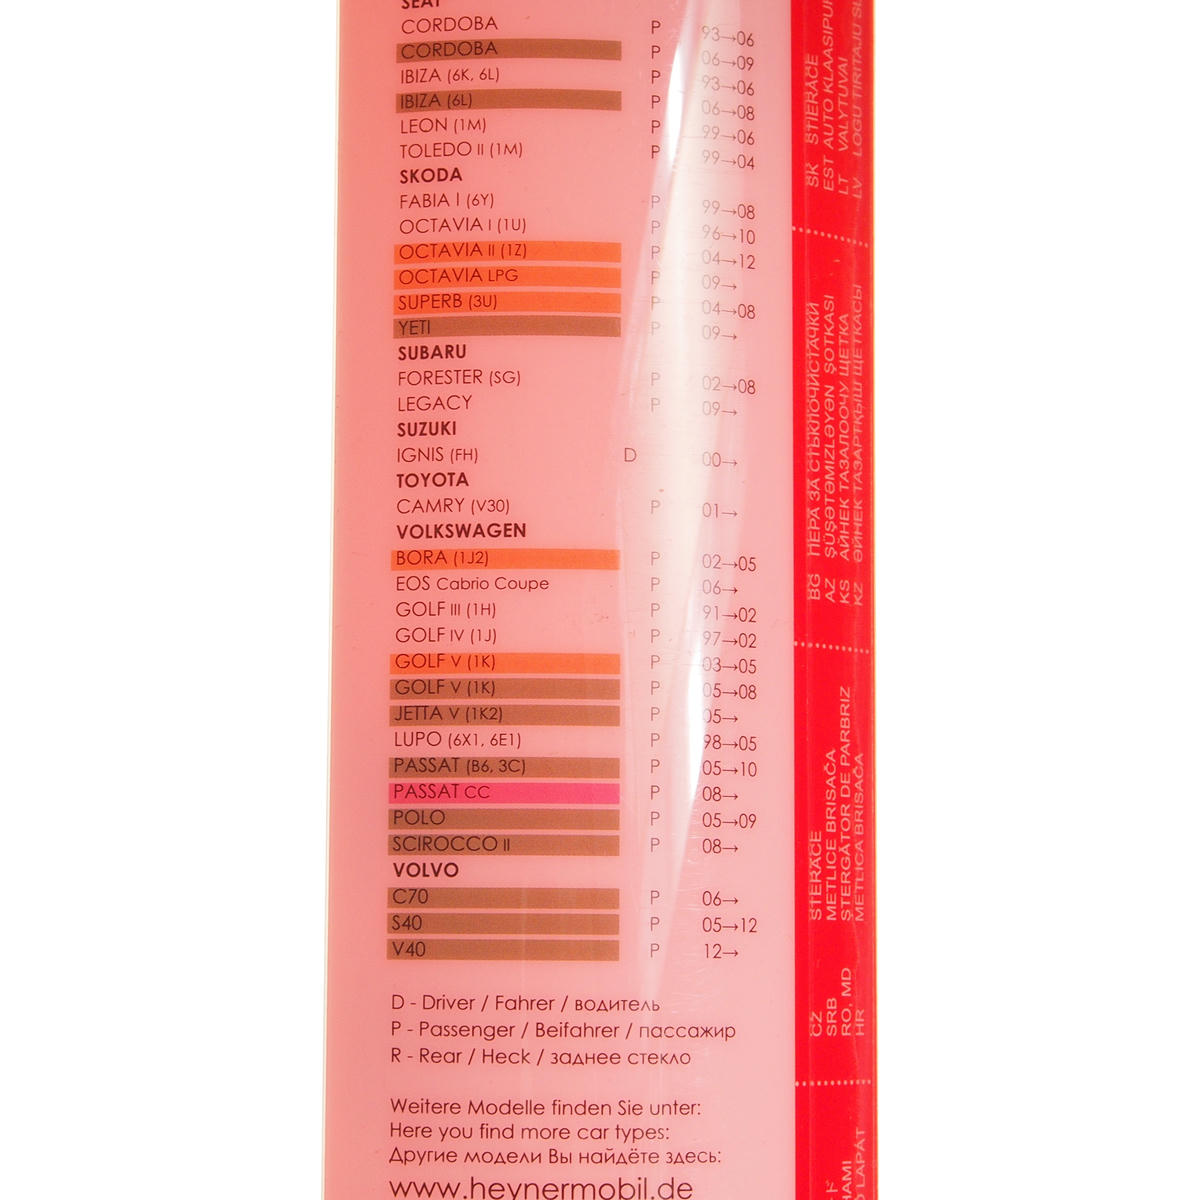 SEAT
CORDOBA P 93→06
CORDOBA P 06→09
IBIZA (6K, 6L) P 93→06
IBIZA (6L) P 06→08
LEON (1M) P 99→06
TOLEDO II (1M) P 99→04
SKODA
FABIA I (6Y) P 99→08
OCTAVIA I (1U) P 96→10
OCTAVIA II (1Z) P 04→12
OCTAVIA LPG P 09→
SUPERB (3U) P 04→08
YETI P 09→
SUBARU
FORESTER (SG) P 02→08
LEGACY P 09→
SUZUKI
IGNIS (FH) D 00→
TOYOTA
CAMRY (V30) P 01→
VOLKSWAGEN
BORA (1J2) P 02→05
EOS Cabrio Coupe P 06→
GOLF III (1H) P 91→02
GOLF IV (1J) P 97→02
GOLF V (1K) P 03→05
GOLF V (1K) P 05→08
JETTA V (1K2) P 05→
LUPO (6X1, 6E1) P 98→05
PASSAT (B6, 3C) P 05→10
PASSAT CC P 08→
POLO P 05→09
SCIROCCO II P 08→
VOLVO
C70 P 06→
S40 P 05→12
V40 P 12→
D - Driver / Fahrer / водитель
P - Passenger / Beifahrer / пассажир
R - Rear / Heck / заднее стекло
Weitere Modelle finden Sie unter:
Here you find more car types:
Другие модели Вы найдёте здесь:
www.heynermobil.de
SK STIERAČE
EST AUTO KLAASIPUH
LT VALYTUVAI
LV LOGU TĪRĪTĀJU
BG ПЕРА ЗА СТЪКЛОЧИСТАЧКИ
AZ ŞÜŞƏTƏMIZLƏYƏN ŞOTKASI
KS АЙНЕК ТАЗАЛООЧУ ЩЕТКА
KZ ӘЙНЕК ТАЗАРТҚЫШ ЩЕТКАСЫ
CZ STĚRAČE
SRB METLICE BRISAČA
RO, MD ŞTERGĂTOR DE PARBRIZ
HR METLICA BRISAČA
LAPÁT